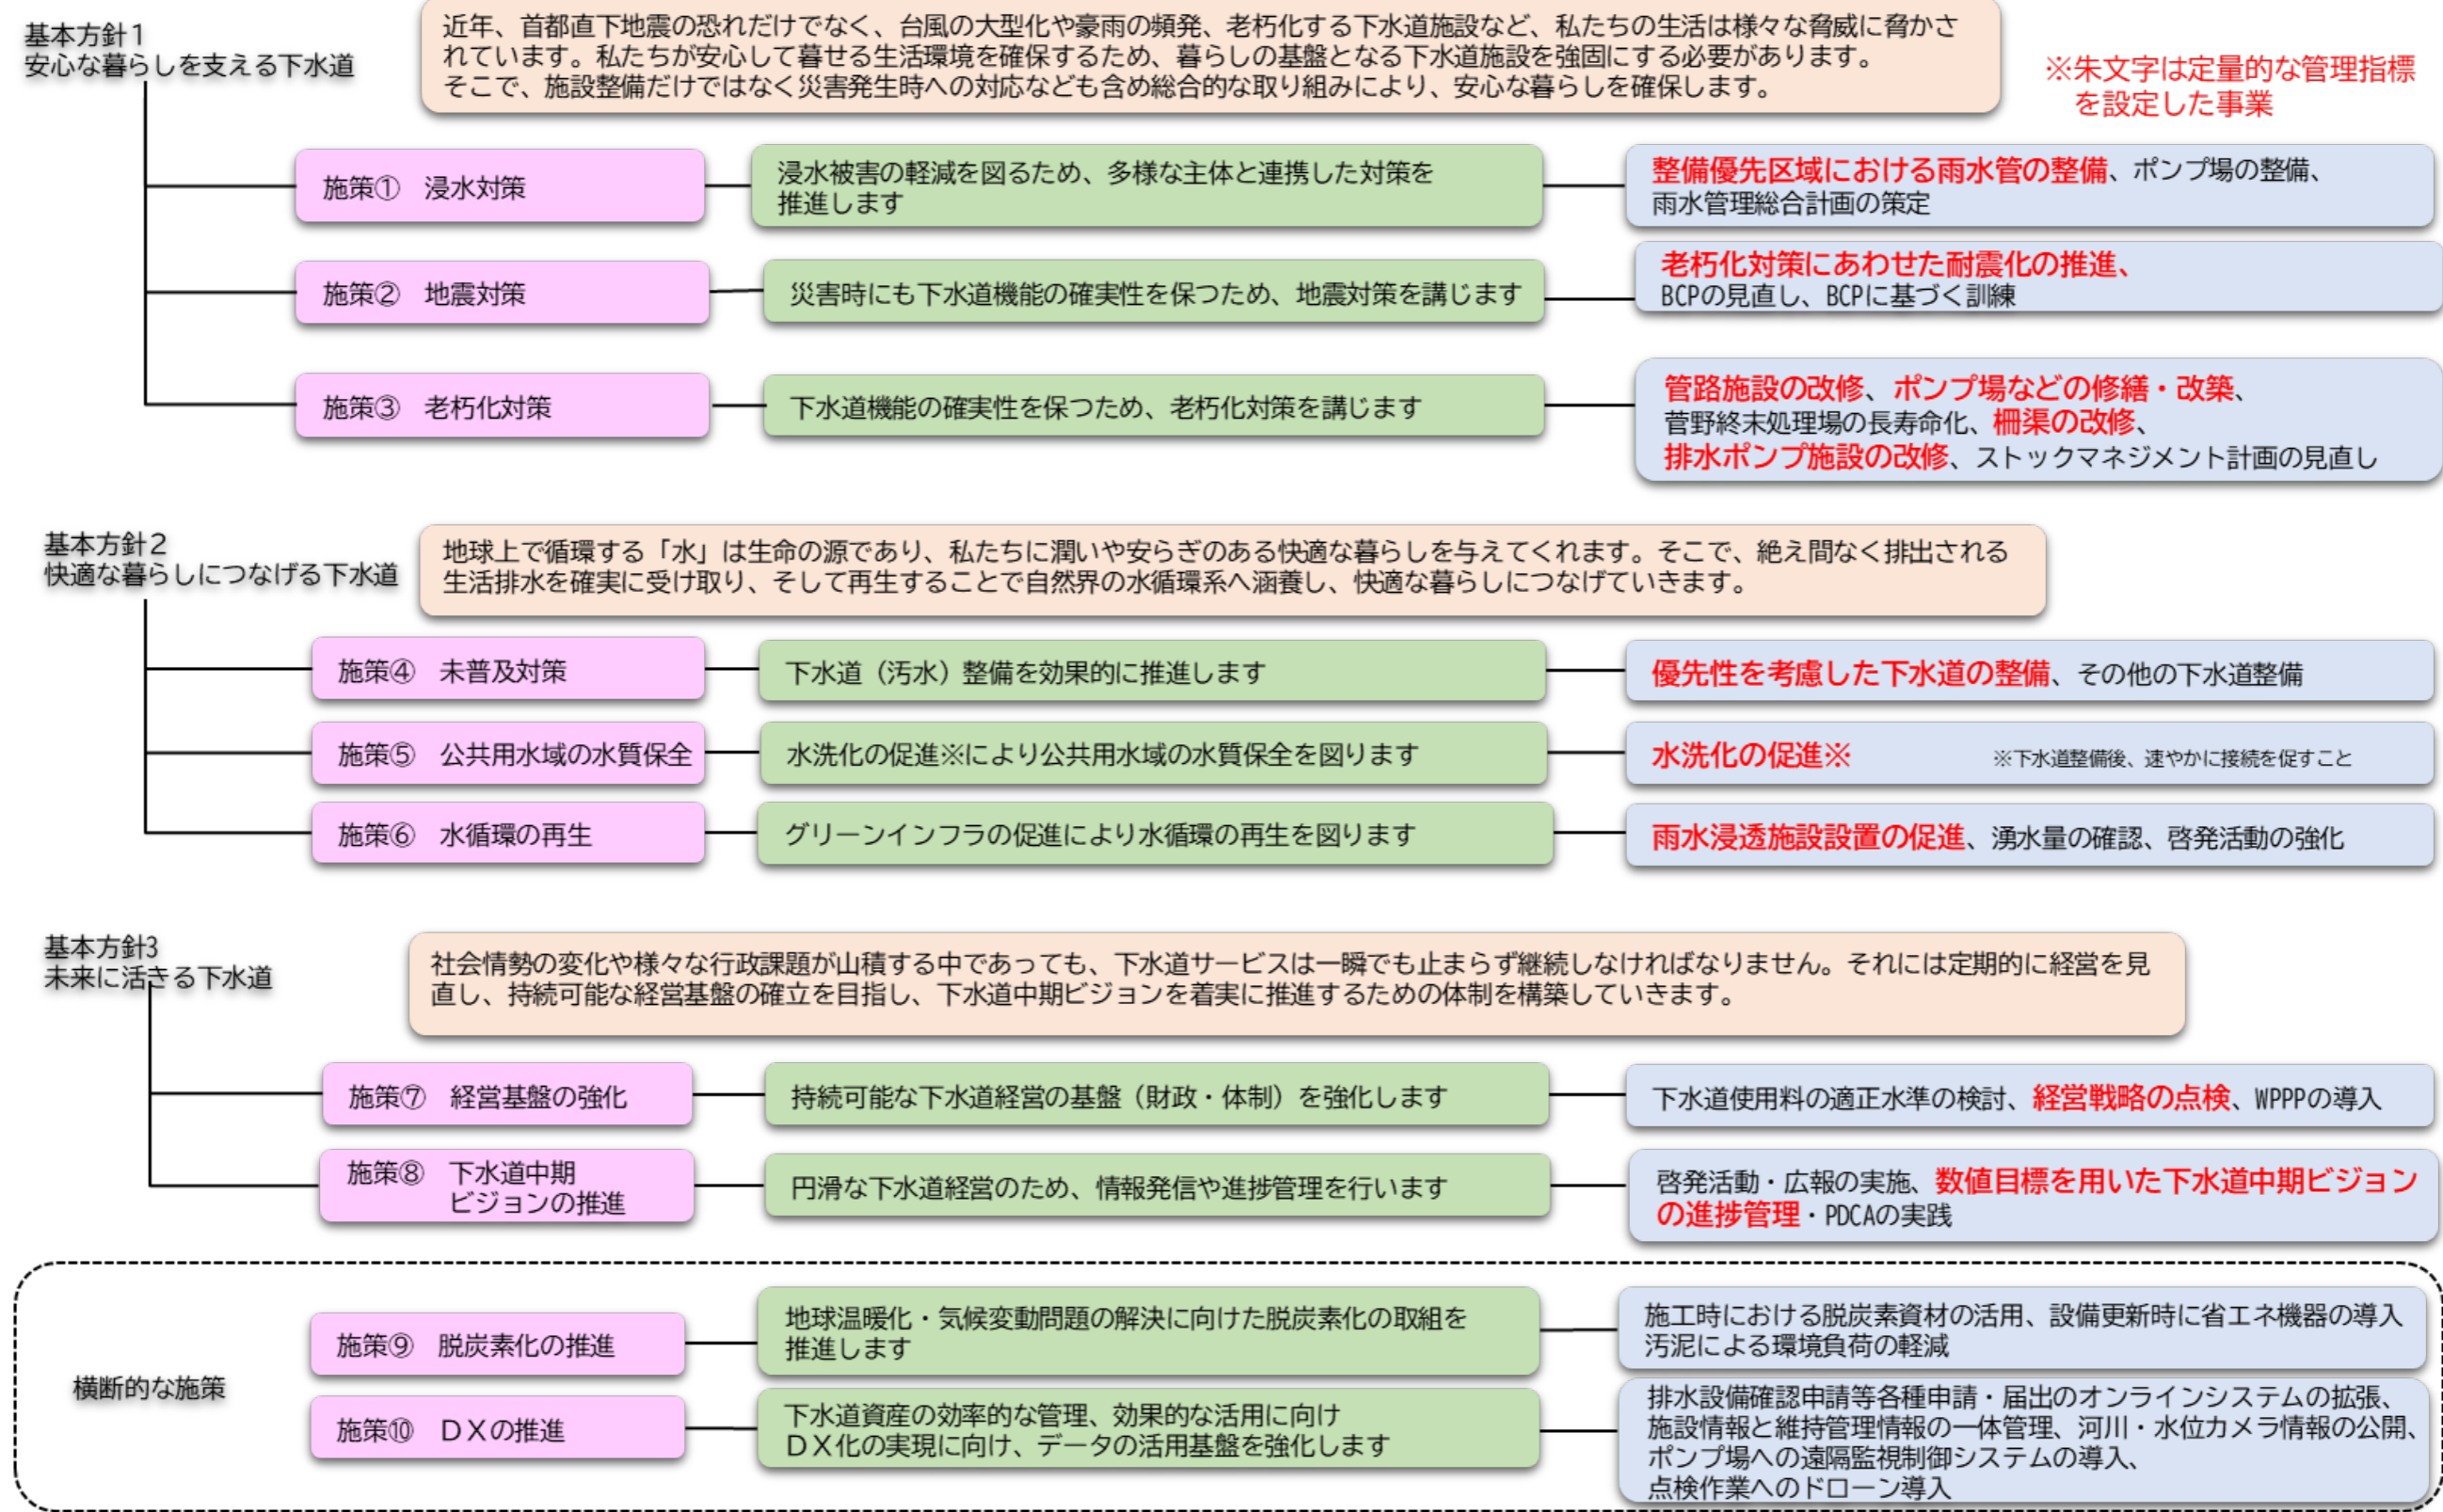 基本方針１
安心な暮らしを支える下水道
近年、首都直下地震の恐れだけでなく、台風の大型化や豪雨の頻発、老朽化する下水道施設など、私たちの生活は様々な脅威に脅かさ
れています。私たちが安心して暮せる生活環境を確保するため、暮らしの基盤となる下水道施設を強固にする必要があります。
そこで、施設整備だけではなく災害発生時への対応なども含め総合的な取り組みにより、安心な暮らしを確保します。
※朱文字は定量的な管理指標
を設定した事業
施策① 浸水対策
浸水被害の軽減を図るため、多様な主体と連携した対策を
推進します
整備優先区域における雨水管の整備、ポンプ場の整備、
雨水管理総合計画の策定
施策② 地震対策
災害時にも下水道機能の確実性を保つため、地震対策を講じます
老朽化対策にあわせた耐震化の推進、
BCPの見直し、BCPに基づく訓練
施策③ 老朽化対策
下水道機能の確実性を保つため、老朽化対策を講じます
管路施設の改修、ポンプ場などの修繕・改築、
菅野終末処理場の長寿命化、柵渠の改修、
排水ポンプ施設の改修、ストックマネジメント計画の見直し
基本方針２
快適な暮らしにつなげる下水道
地球上で循環する「水」は生命の源であり、私たちに潤いや安らぎのある快適な暮らしを与えてくれます。そこで、絶え間なく排出される
生活排水を確実に受け取り、そして再生することで自然界の水循環系へ涵養し、快適な暮らしにつなげていきます。
施策④ 未普及対策
下水道（汚水）整備を効果的に推進します
優先性を考慮した下水道の整備、その他の下水道整備
施策⑤ 公共用水域の水質保全
水洗化の促進※により公共用水域の水質保全を図ります
水洗化の促進※ ※下水道整備後、速やかに接続を促すこと
施策⑥ 水循環の再生
グリーンインフラの促進により水循環の再生を図ります
雨水浸透施設設置の促進、湧水量の確認、啓発活動の強化
基本方針3
未来に活きる下水道
社会情勢の変化や様々な行政課題が山積する中であっても、下水道サービスは一瞬でも止まらず継続しなければなりません。それには定期的に経営を見
直し、持続可能な経営基盤の確立を目指し、下水道中期ビジョンを着実に推進するための体制を構築していきます。
施策⑦ 経営基盤の強化
持続可能な下水道経営の基盤（財政・体制）を強化します
下水道使用料の適正水準の検討、経営戦略の点検、WPPPの導入
施策⑧ 下水道中期
ビジョンの推進
円滑な下水道経営のため、情報発信や進捗管理を行います
啓発活動・広報の実施、数値目標を用いた下水道中期ビジョン
の進捗管理・PDCAの実践
横断的な施策
施策⑨ 脱炭素化の推進
地球温暖化・気候変動問題の解決に向けた脱炭素化の取組を
推進します
施工時における脱炭素資材の活用、設備更新時に省エネ機器の導入
汚泥による環境負荷の軽減
施策⑩ ＤＸの推進
下水道資産の効率的な管理、効果的な活用に向け
ＤＸ化の実現に向け、データの活用基盤を強化します
排水設備確認申請等各種申請・届出のオンラインシステムの拡張、
施設情報と維持管理情報の一体管理、河川・水位カメラ情報の公開、
ポンプ場への遠隔監視制御システムの導入、
点検作業へのドローン導入